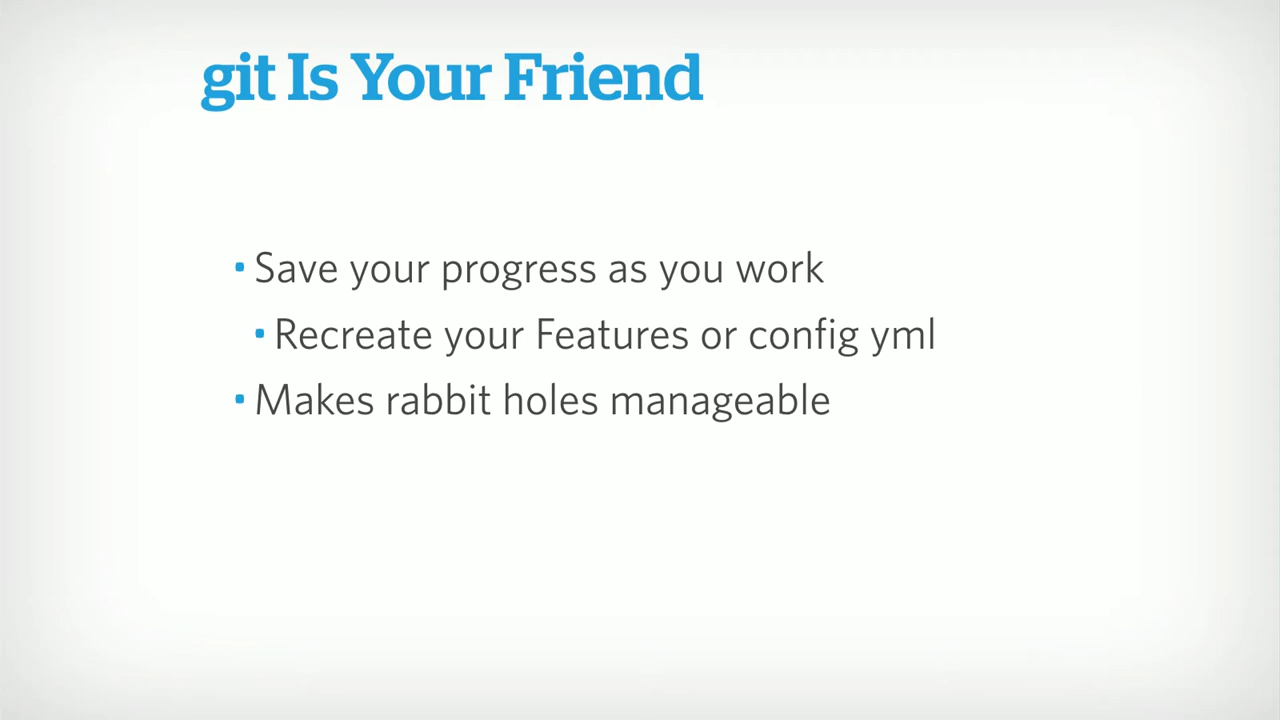 git Is Your Friend
Save your progress as you work
Recreate your Features or config yml
Makes rabbit holes manageable